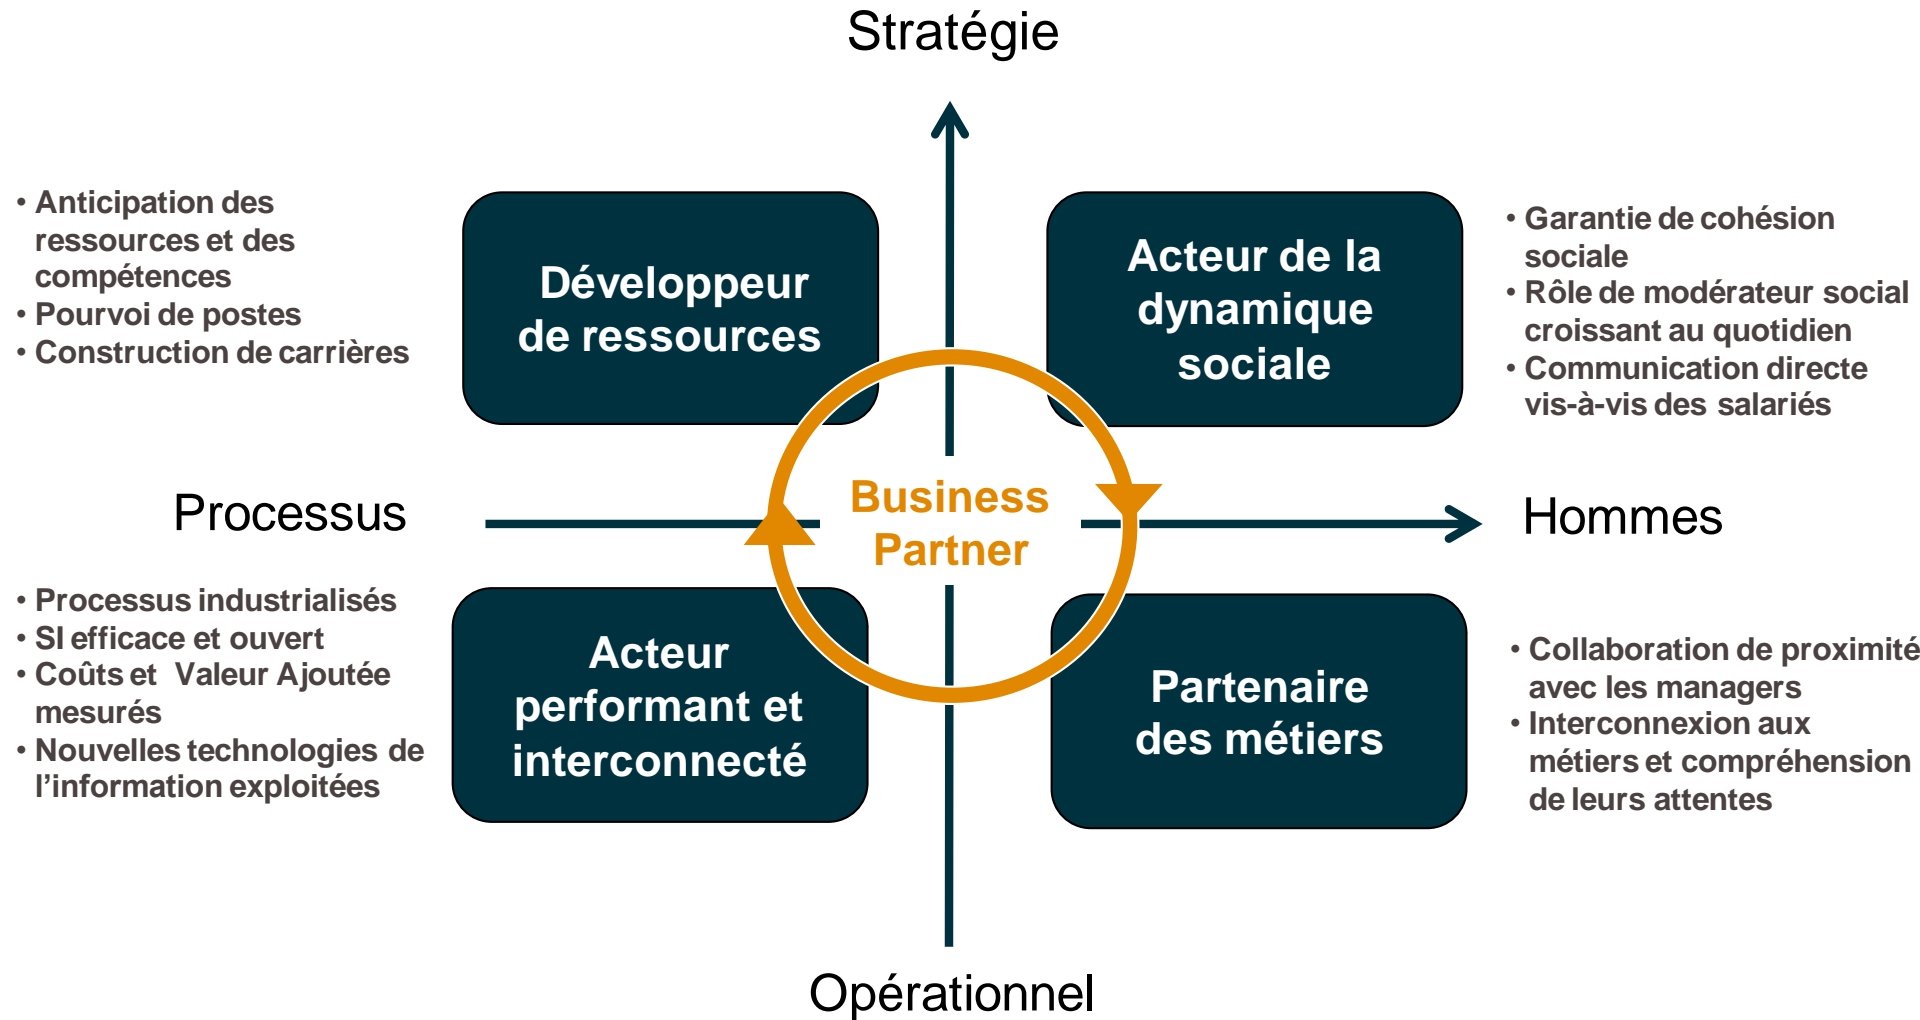 Stratégie
• Anticipation des
ressources et des
compétences
• Pourvoi de postes
• Construction de carrières
Développeur
de ressources
Acteur de la
dynamique
sociale
• Garantie de cohésion
sociale
• Rôle de modérateur social
croissant au quotidien
• Communication directe
vis-à-vis des salariés
Processus
Business
Partner
Hommes
• Processus industrialisés
• SI efficace et ouvert
• Coûts et Valeur Ajoutée
mesurés
• Nouvelles technologies de
l’information exploitées
Acteur
performant et
interconnecté
Partenaire
des métiers
• Collaboration de proximité
avec les managers
• Interconnexion aux
métiers et compréhension
de leurs attentes
Opérationnel